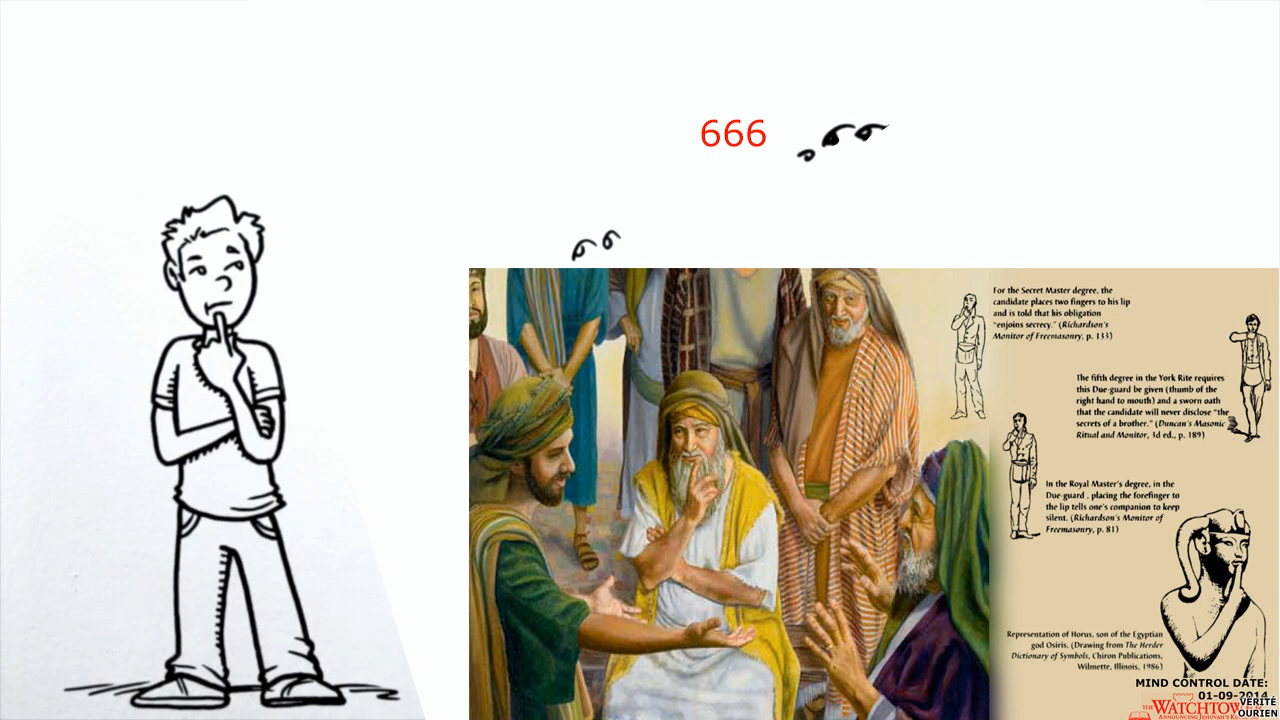 666
For the Secret Master degree, the
candidate places two fingers to his lip
and is told that his obligation
"enjoins secrecy." (Richardson's
Monitor of Freemasonry, p. 133)
The fifth degree in the York Rite requires
this Due-guard be given (thumb of the
right hand to mouth) and a sworn oath
that the candidate will never disclose "the
secrets of a brother." (Duncan's Masonic
Ritual and Monitor, 3d ed., p. 189)
In the Royal Master's degree, in the
Due-guard , placing the forefinger to
the lip tells one's companion to keep
silent. (Richardson's Monitor of
Freemasonry, p. 81)
Representation of Horus, son of the Egyptian
god Osiris. (Drawing from The Herder
Dictionary of Symbols, Chiron Publications,
Wilmette, Illinois, 1986)
MIND CONTROL DATE:
01-09-2014
VERITE
OURIEN
THE WATCHTOW
ANNOUNCING JEHOVAH'S